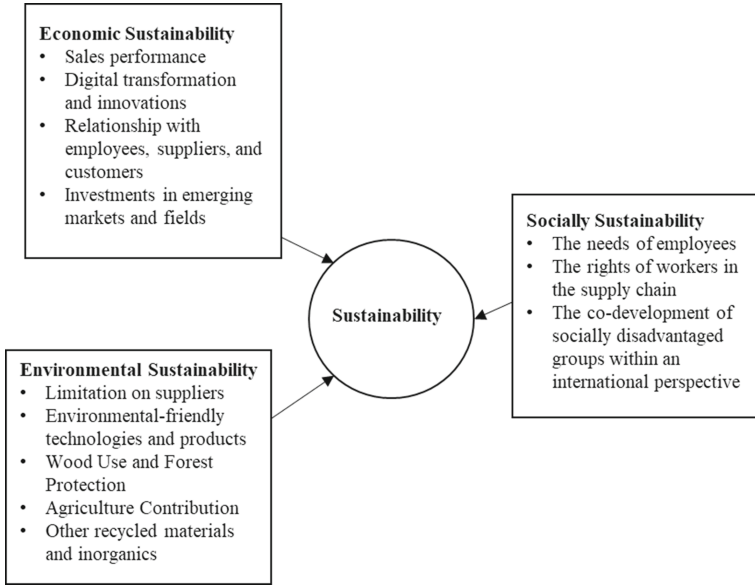 Economic Sustainability
• Sales performance
• Digital transformation
and innovations
• Relationship with
employees, suppliers, and
customers
• Investments in emerging
markets and fields
Socially Sustainability
• The needs of employees
• The rights of workers in
the supply chain
• The co-development of
socially disadvantaged
groups within an
international perspective
Sustainability
Environmental Sustainability
• Limitation on suppliers
• Environmental-friendly
technologies and products
• Wood Use and Forest
Protection
• Agriculture Contribution
• Other recycled materials
and inorganics